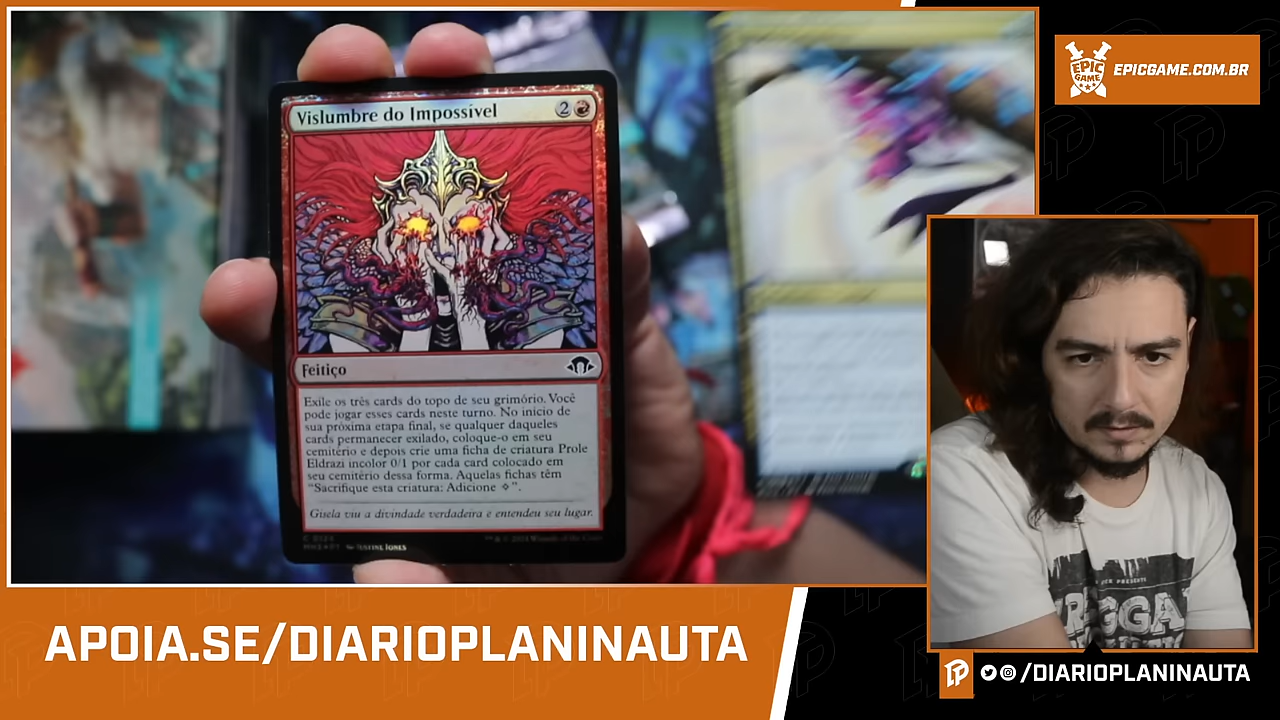 Vislumbre do Impossível
2
Feitiço
Exile os três cards do topo de seu grimório. Você
pode jogar esses cards neste turno. No início de
sua próxima etapa final, se qualquer daqueles
cards permanecer exilado, coloque-o em seu
cemitério e depois crie uma ficha de criatura Prole
Eldrazi incolor 0/1 por cada card colocado em
seu cemitério dessa forma. Aquelas fichas têm
“Sacrifique esta criatura: Adicione ”.
Gisela viu a divindade verdadeira e entendeu seu lugar.
JUSTINE JONES
EPIC
GAME
EPICGAME.COM.BR
APOIA.SE/DIARIOPLANINAUTA
/DIARIOPLANINAUTA